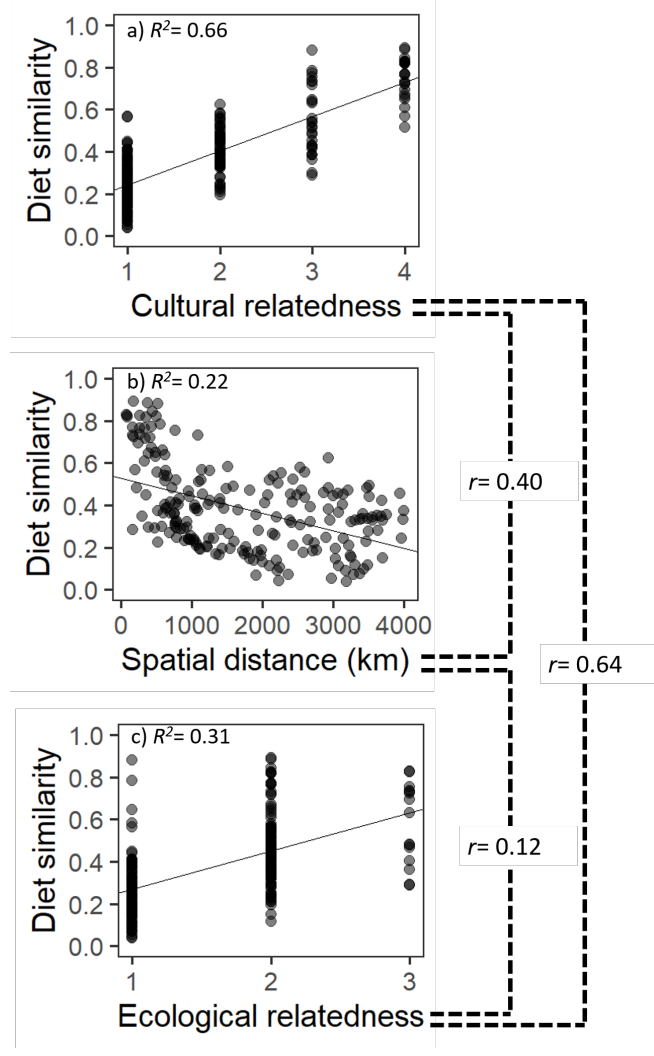 a) R²= 0.66
Diet similarity
1.0
0.8
0.6
0.4
0.2
0.0
1 2 3 4
Cultural relatedness
b) R²= 0.22
Diet similarity
1.0
0.8
0.6
0.4
0.2
0.0
0 1000 2000 3000 4000
Spatial distance (km)
r= 0.40
r= 0.64
c) R²= 0.31
Diet similarity
1.0
0.8
0.6
0.4
0.2
0.0
1 2 3
Ecological relatedness
r= 0.12